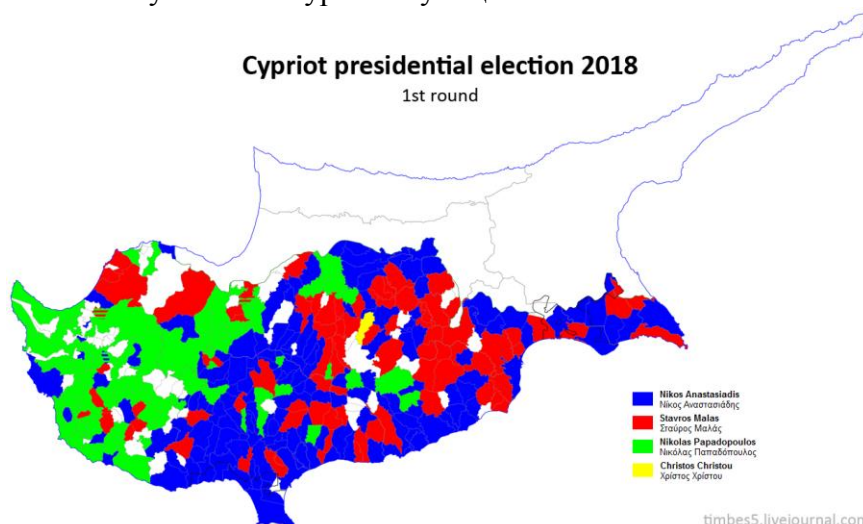 Cypriot presidential election 2018
1st round
Nikos Anastasiadis
Νίκος Αναστασιάδης
Stavros Malas
Σταύρος Μαλάς
Nikolas Papadopoulos
Νικόλας Παπαδόπουλος
Christos Christou
Χρίστος Χρίστου
timbes5.livejournal.com